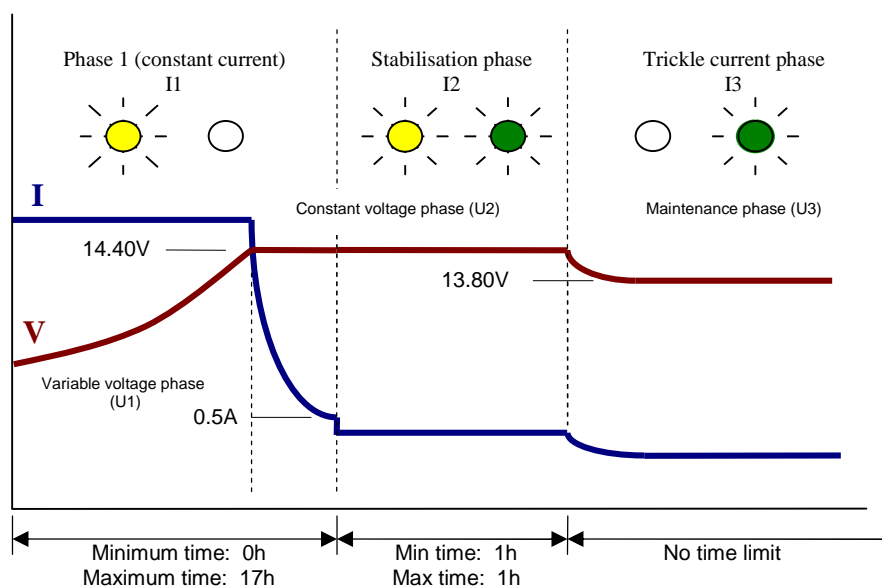 Phase 1 (constant current)
I1
Stabilisation phase
I2
Trickle current phase
I3
I
Constant voltage phase (U2)
Maintenance phase (U3)
14.40V
13.80V
V
Variable voltage phase
(U1)
0.5A
Minimum time: 0h
Maximum time: 17h
Min time: 1h
Max time: 1h
No time limit